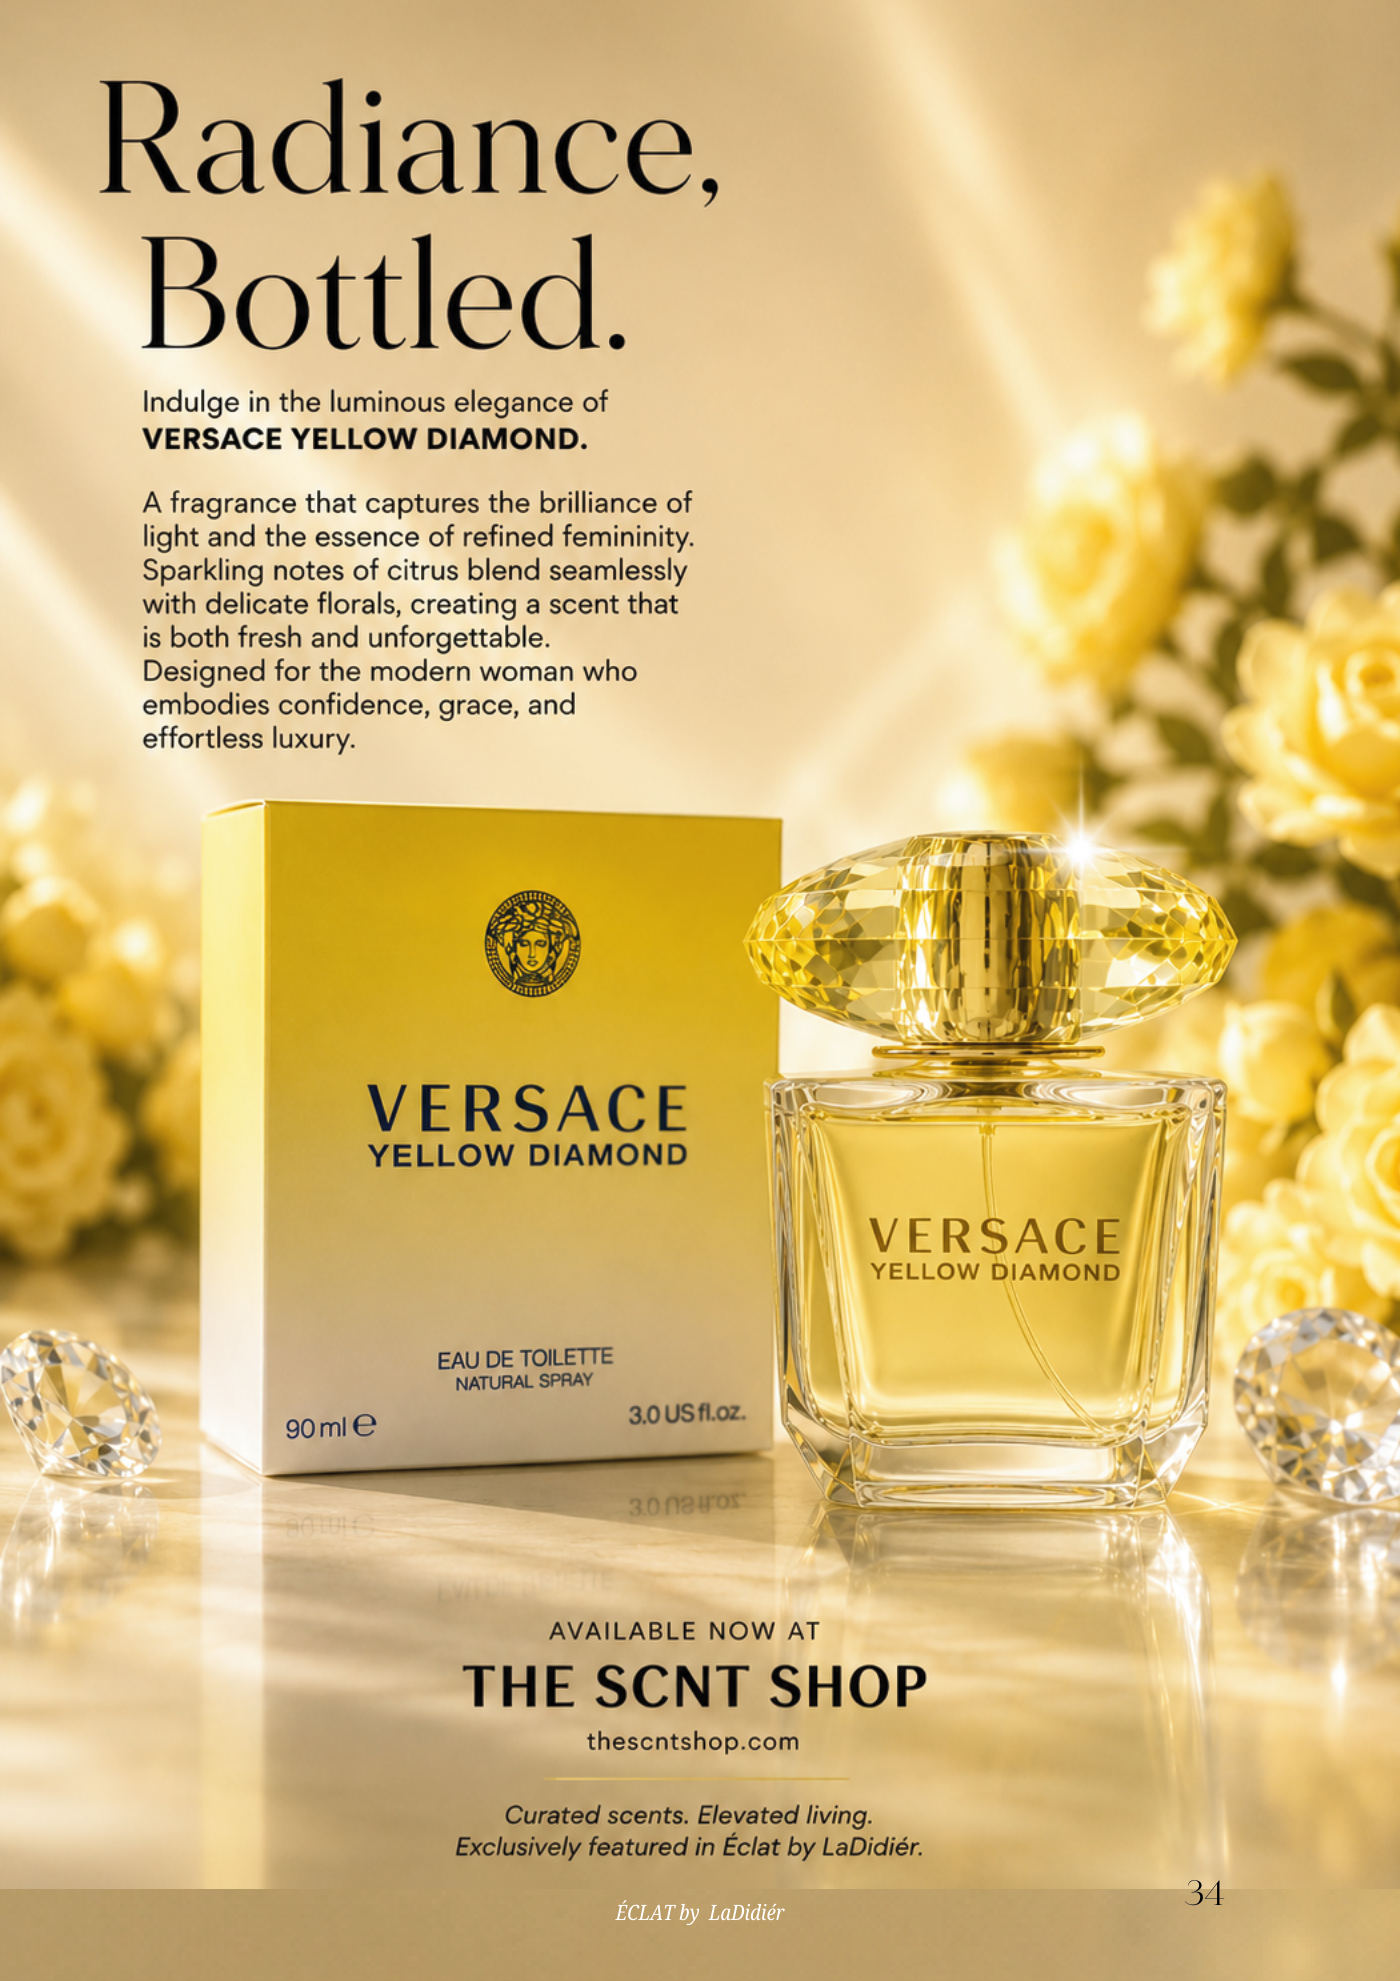 Radiance,
Bottled.
Indulge in the luminous elegance of
VERSACE YELLOW DIAMOND.
A fragrance that captures the brilliance of
light and the essence of refined femininity.
Sparkling notes of citrus blend seamlessly
with delicate florals, creating a scent that
is both fresh and unforgettable.
Designed for the modern woman who
embodies confidence, grace, and
effortless luxury.
VERSACE
YELLOW DIAMOND
EAU DE TOILETTE
NATURAL SPRAY
90 ml ℮
3.0 US fl.oz.
VERSACE
YELLOW DIAMOND
AVAILABLE NOW AT
THE SCNT SHOP
thescntshop.com
Curated scents. Elevated living.
Exclusively featured in Éclat by LaDidiér.
34
ÉCLAT by LaDidiér